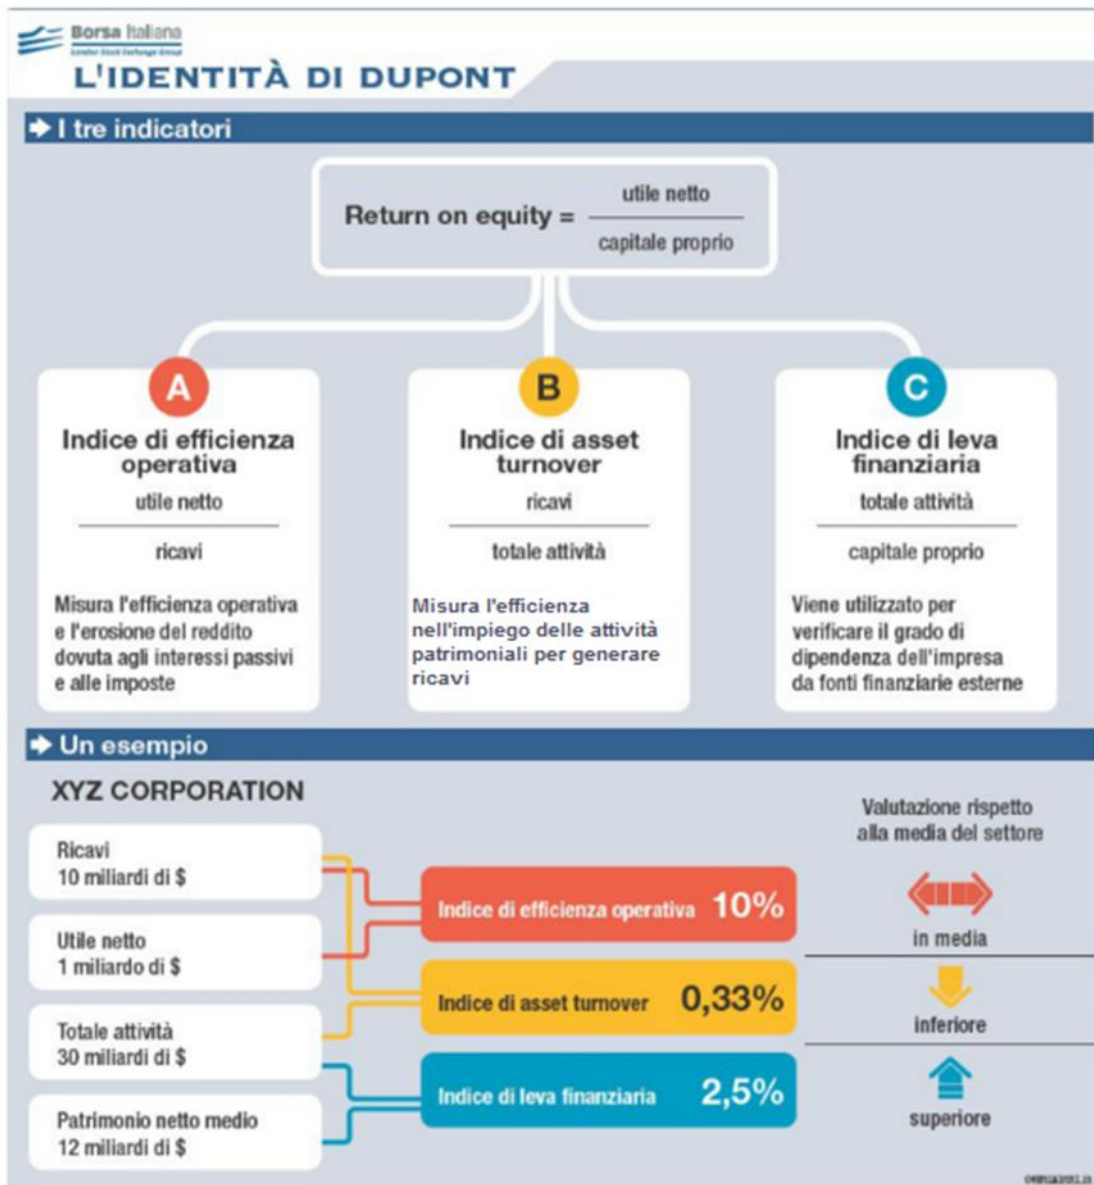 Borsa Italiana
London Stock Exchange Group
L'IDENTITÀ DI DUPONT
I tre indicatori
Return on equity =
utile netto
capitale proprio
A
Indice di efficienza
operativa
utile netto
ricavi
Misura l'efficienza operativa
e l'erosione del reddito
dovuta agli interessi passivi
e alle imposte
B
Indice di asset
turnover
ricavi
totale attività
Misura l'efficienza
nell'impiego delle attività
patrimoniali per generare
ricavi
C
Indice di leva
finanziaria
totale attività
capitale proprio
Viene utilizzato per
verificare il grado di
dipendenza dell'impresa
da fonti finanziarie esterne
Un esempio
XYZ CORPORATION
Ricavi
10 miliardi di $
Utile netto
1 miliardo di $
Totale attività
30 miliardi di $
Patrimonio netto medio
12 miliardi di $
Indice di efficienza operativa 10%
Indice di asset turnover 0,33%
Indice di leva finanziaria 2,5%
Valutazione rispetto
alla media del settore
in media
inferiore
superiore